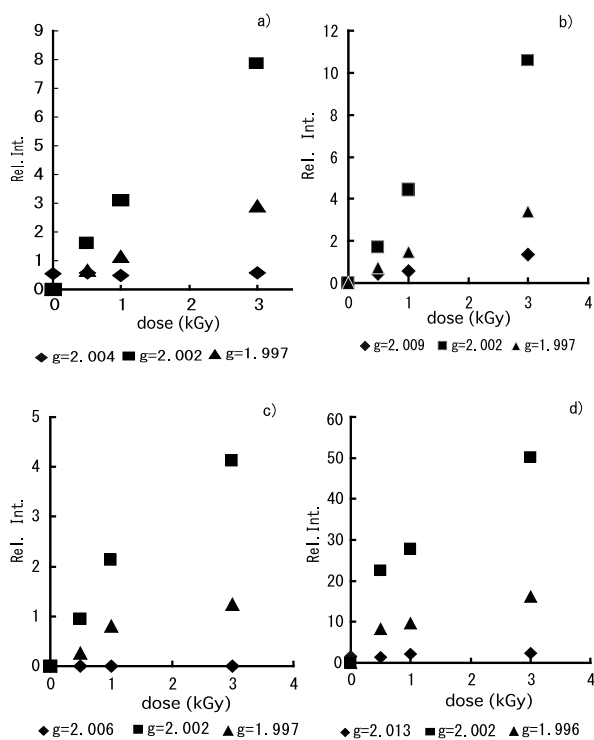 a)
9
8
7
6
5
4
3
2
1
0
Rel. Int.
0 1 2 3
dose (kGy)
◆ g=2.004 ■ g=2.002 ▲ g=1.997
b)
12
10
8
6
4
2
0
Rel. Int.
0 1 2 3 4
dose (kGy)
◆ g=2.009 ■ g=2.002 ▲ g=1.997
c)
5
4
3
2
1
0
Rel. Int.
0 1 2 3 4
dose (kGy)
◆ g=2.006 ■ g=2.002 ▲ g=1.997
d)
60
50
40
30
20
10
0
Rel. Int.
0 1 2 3 4
dose (kGy)
◆ g=2.013 ■ g=2.002 ▲ g=1.996